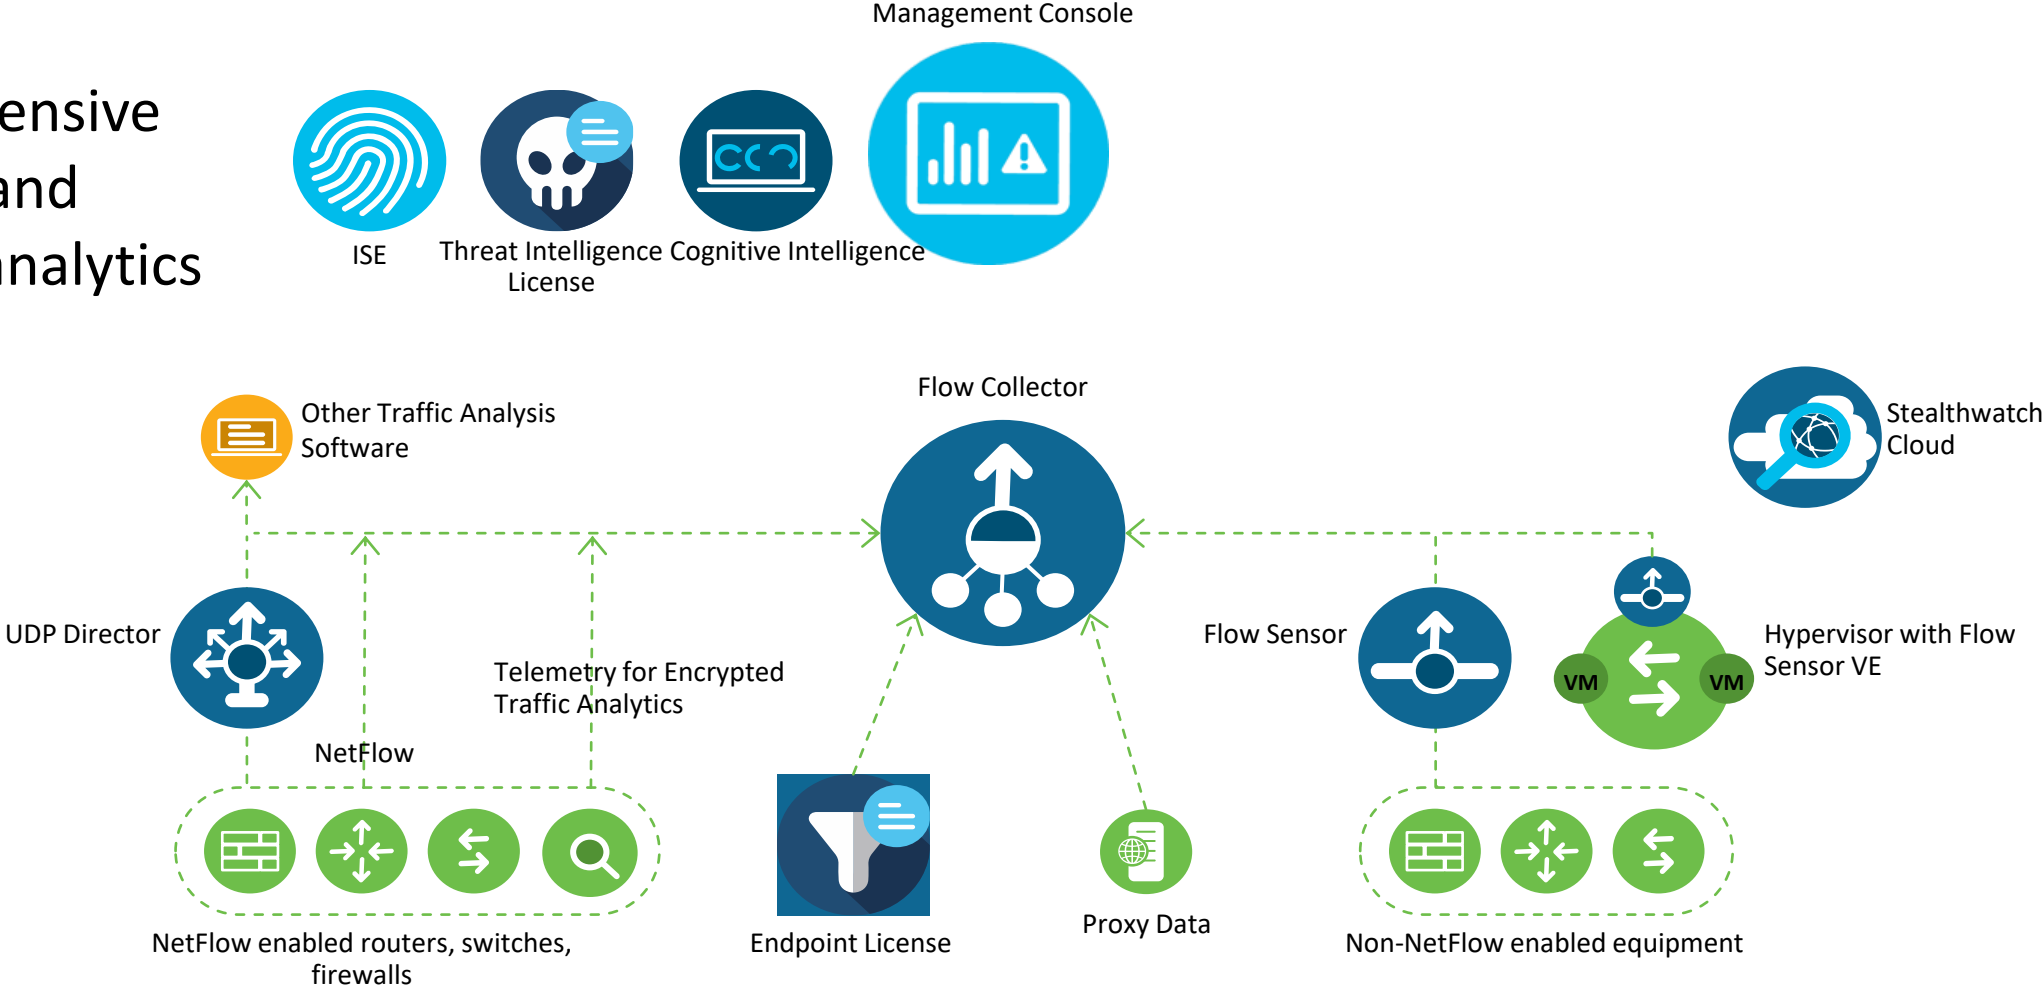 Management Console
ensive
and
analytics
ISE
Threat Intelligence
License
Cognitive Intelligence
Flow Collector
Other Traffic Analysis
Software
Stealthwatch
Cloud
UDP Director
Flow Sensor
Hypervisor with Flow
Sensor VE
VM
VM
Telemetry for Encrypted
Traffic Analytics
NetFlow
NetFlow enabled routers, switches,
firewalls
Endpoint License
Proxy Data
Non-NetFlow enabled equipment